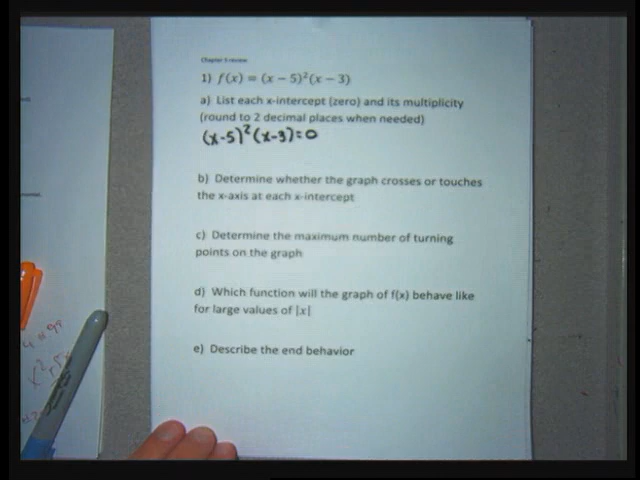 Chapter 5 review
1) f(x) = (x − 5)²(x − 3)
a) List each x-intercept (zero) and its multiplicity
(round to 2 decimal places when needed)
(x-5)²(x-3)=0
b) Determine whether the graph crosses or touches
the x-axis at each x-intercept
c) Determine the maximum number of turning
points on the graph
d) Which function will the graph of f(x) behave like
for large values of |x|
e) Describe the end behavior